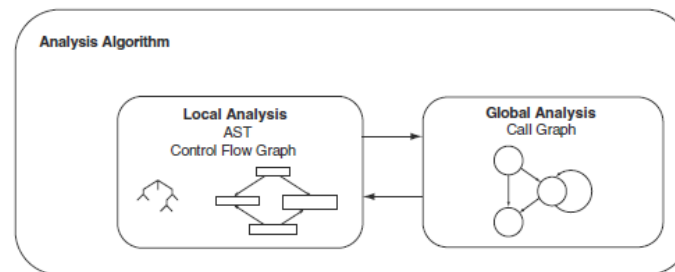 Analysis Algorithm
Local Analysis
AST
Control Flow Graph
Global Analysis
Call Graph